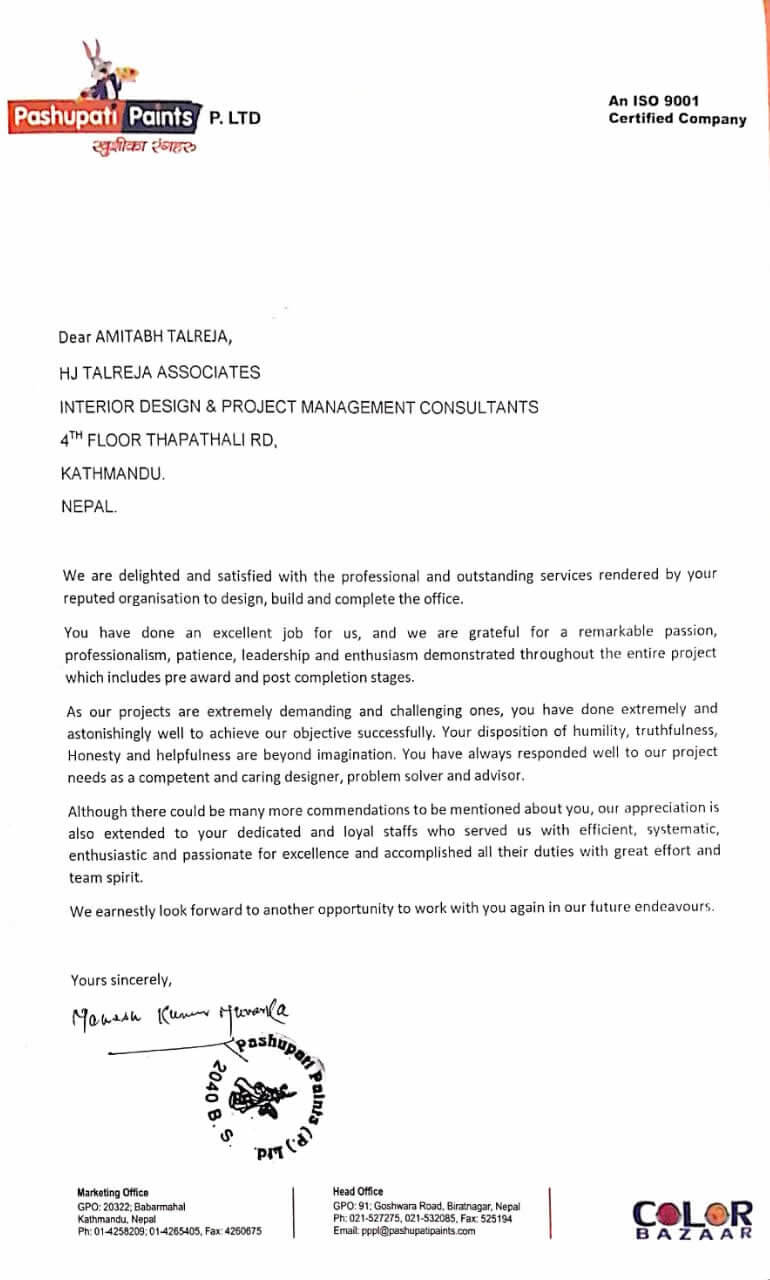 Pashupati Paints P. LTD
खुशीका रंगहरु
An ISO 9001
Certified Company
Dear AMITABH TALREJA,
HJ TALREJA ASSOCIATES
INTERIOR DESIGN & PROJECT MANAGEMENT CONSULTANTS
4TH FLOOR THAPATHALI RD,
KATHMANDU.
NEPAL.
We are delighted and satisfied with the professional and outstanding services rendered by your
reputed organisation to design, build and complete the office.
You have done an excellent job for us, and we are grateful for a remarkable passion,
professionalism, patience, leadership and enthusiasm demonstrated throughout the entire project
which includes pre award and post completion stages.
As our projects are extremely demanding and challenging ones, you have done extremely and
astonishingly well to achieve our objective successfully. Your disposition of humility, truthfulness,
Honesty and helpfulness are beyond imagination. You have always responded well to our project
needs as a competent and caring designer, problem solver and advisor.
Although there could be many more commendations to be mentioned about you, our appreciation is
also extended to your dedicated and loyal staffs who served us with efficient, systematic,
enthusiastic and passionate for excellence and accomplished all their duties with great effort and
team spirit.
We earnestly look forward to another opportunity to work with you again in our future endeavours.
Yours sincerely,
Kumar
Pashupati Paints (P.) Ltd.
2040 B. S.
Marketing Office
GPO: 20322; Babarmahal
Kathmandu, Nepal
Ph: 01-4258209; 01-4265405, Fax: 4260675
Head Office
GPO: 91; Goshwara Road, Biratnagar, Nepal
Ph: 021-527275, 021-532085, Fax: 525194
Email: pppl@pashupatipaints.com
COLOR
BAZAAR